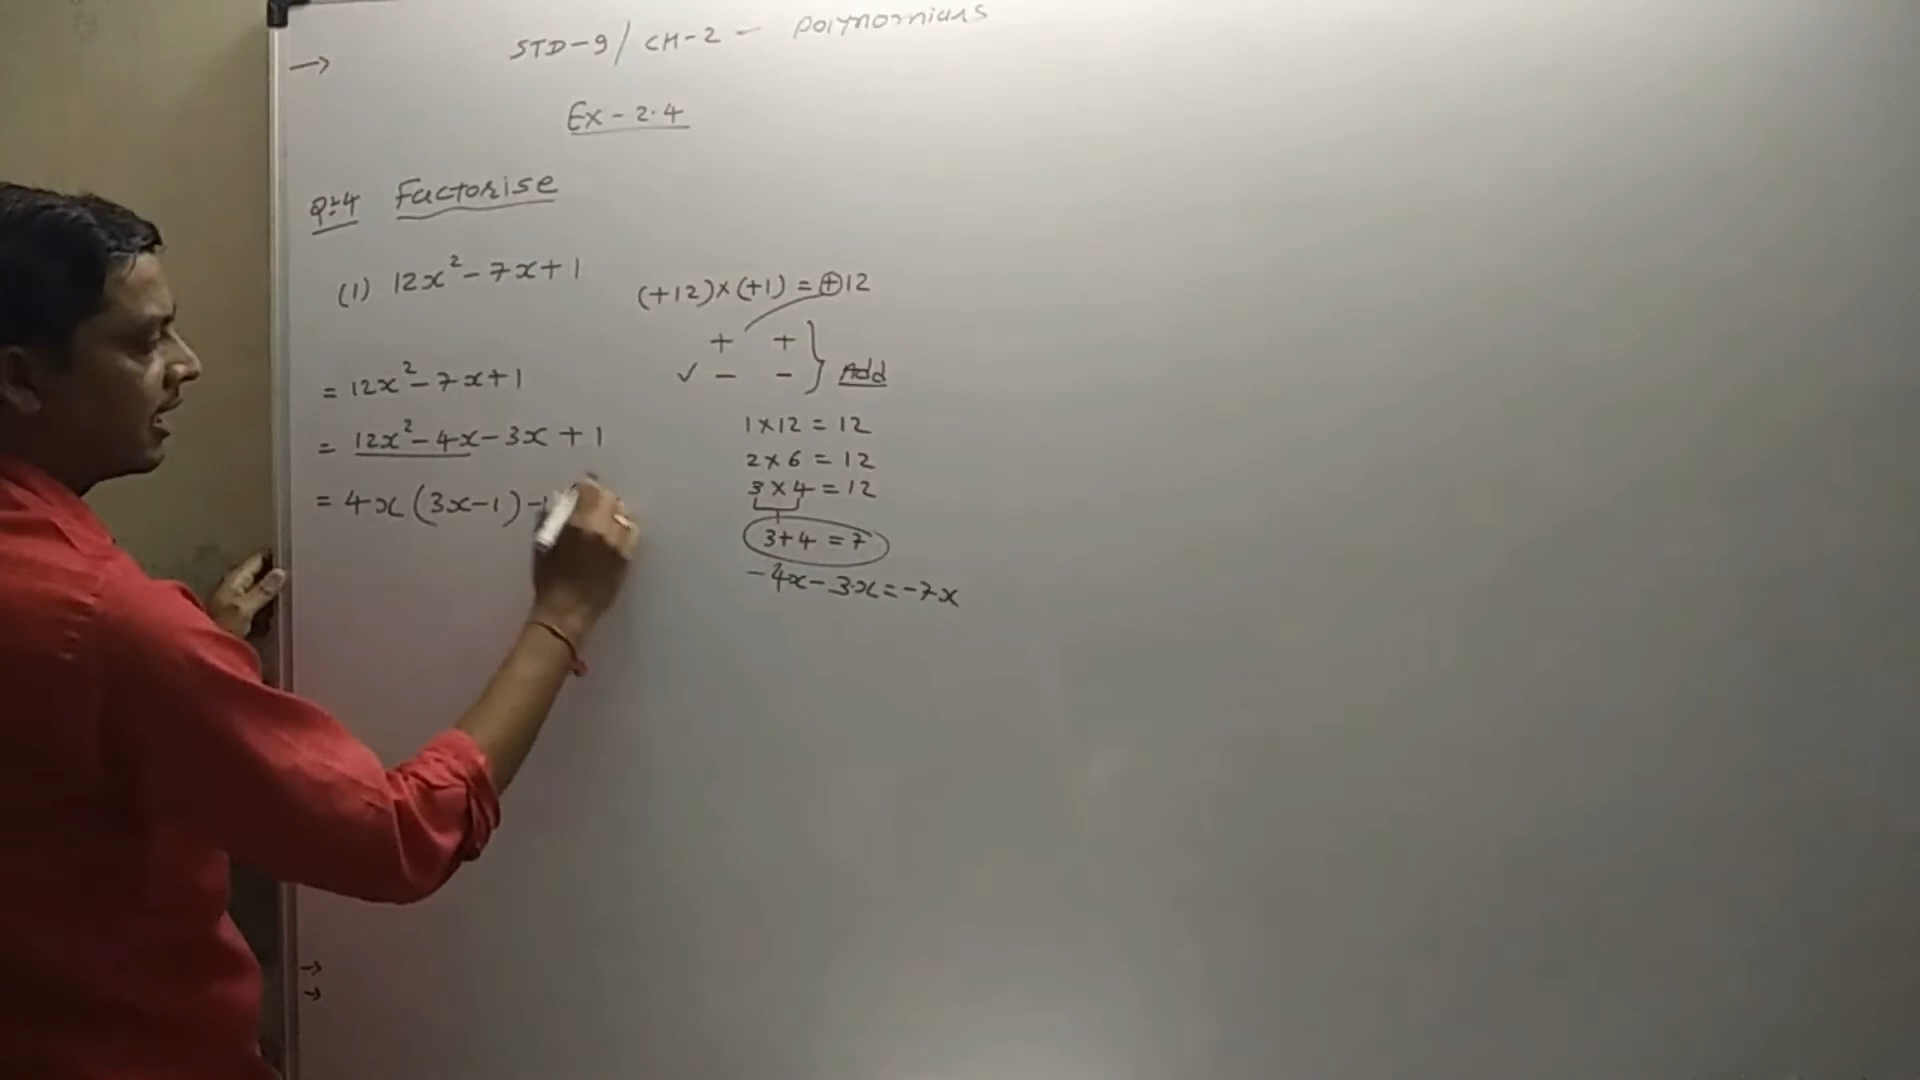 → STD-9/ CH-2 - Polynomials
Ex-2.4
Q:4 Factorise
(1) 12x²-7x+1
= 12x²-7x+1
= 12x²-4x-3x+1
= 4x(3x-1)-1
(+12)×(+1) = +12
+ +
✓ - - } Add
1×12 = 12
2×6 = 12
3×4 = 12
3+4 = 7
-4x-3x=-7x
→
→